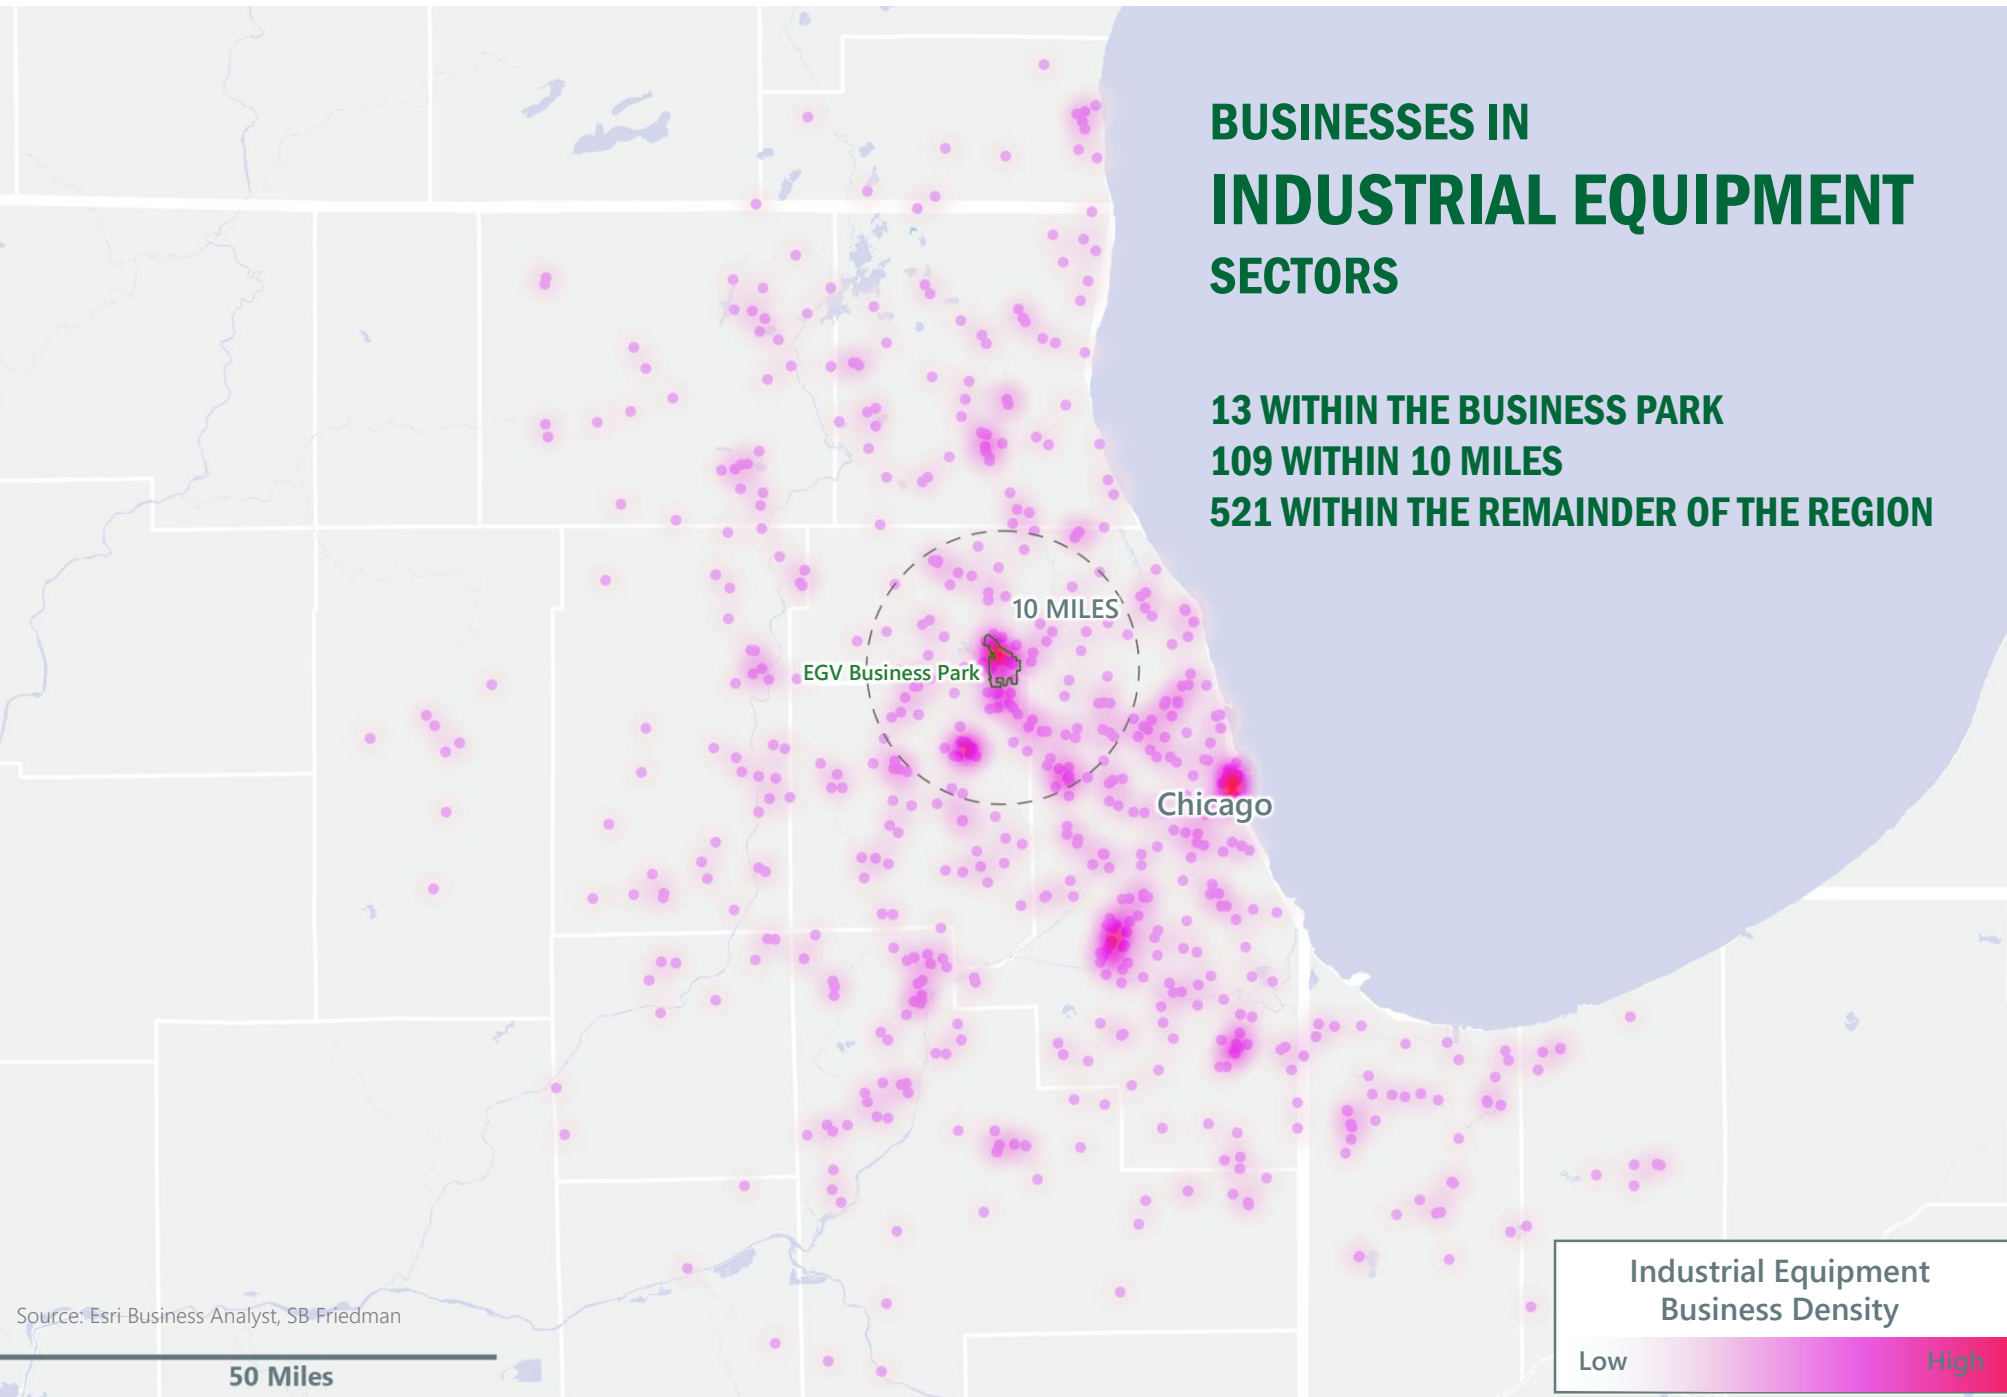 BUSINESSES IN
INDUSTRIAL EQUIPMENT
SECTORS
13 WITHIN THE BUSINESS PARK
109 WITHIN 10 MILES
521 WITHIN THE REMAINDER OF THE REGION
10 MILES
EGV Business Park
Chicago
Industrial Equipment
Business Density
Low High
Source: Esri Business Analyst, SB Friedman
50 Miles